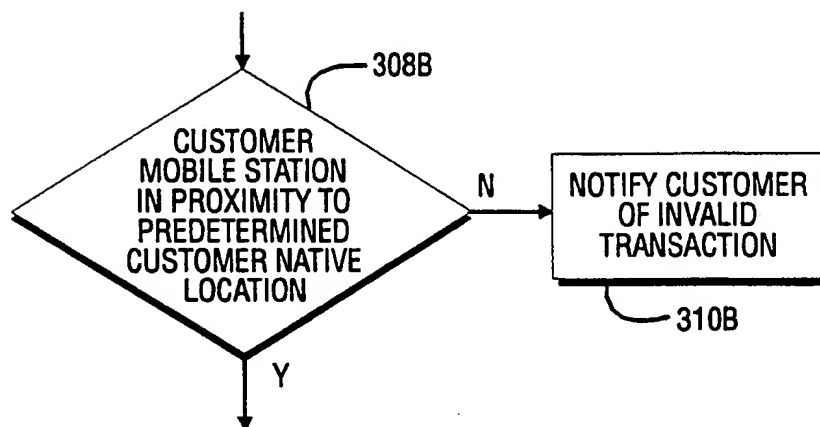 308B
CUSTOMER
MOBILE STATION
IN PROXIMITY TO
PREDETERMINED
CUSTOMER NATIVE
LOCATION
N
NOTIFY CUSTOMER
OF INVALID
TRANSACTION
310B
Y